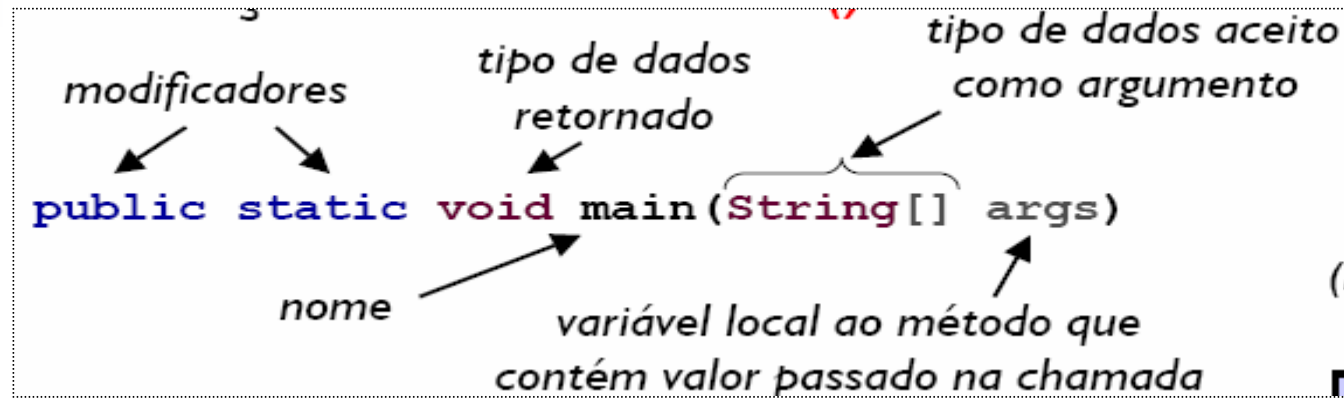 modificadores
tipo de dados
retornado
tipo de dados aceito
como argumento
public static void main(String[] args)
nome
variável local ao método que
contém valor passado na chamada